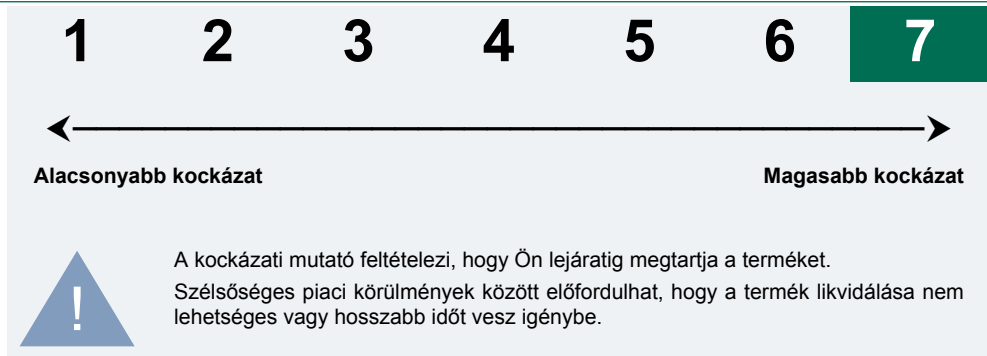 1 2 3 4 5 6 7
Alacsonyabb kockázat Magasabb kockázat
A kockázati mutató feltételezi, hogy Ön lejáratig megtartja a terméket.
Szélsőséges piaci körülmények között előfordulhat, hogy a termék likvidálása nem
lehetséges vagy hosszabb időt vesz igénybe.
!